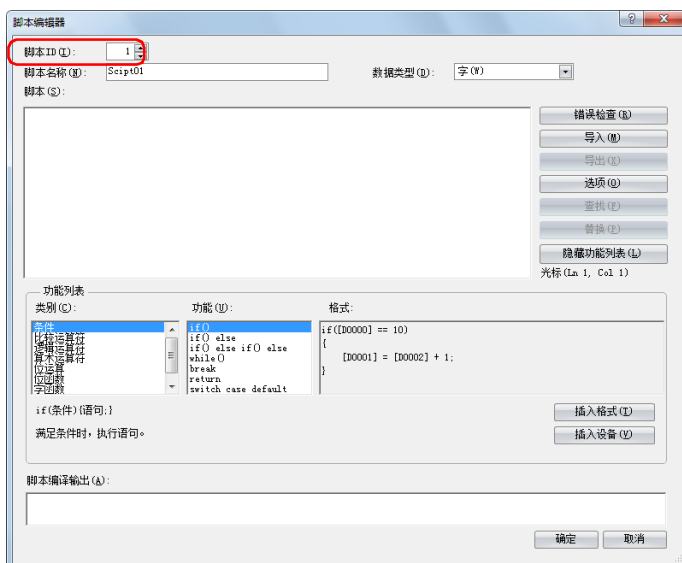 脚本编辑器
脚本ID(I): 1
脚本名称(N): Scipt01 数据类型(D): 字(W)
脚本(S):
错误检查(R)
导入(M)
导出(X)
选项(O)
查找(F)
替换(P)
隐藏功能列表(L)
光标(Ln 1, Col 1)
功能列表
类别(C): 功能(U): 格式:
条件
比较运算符
逻辑运算符
算术运算符
位运算
位函数
字函数
if()
if() else
if() else if() else
while()
break
return
switch case default
if([D0000] == 10)
{
[D0001] = [D0002] + 1;
}
if(条件){语句;}
满足条件时，执行语句。
插入格式(T)
插入设备(V)
脚本编译输出(A):
确定 取消